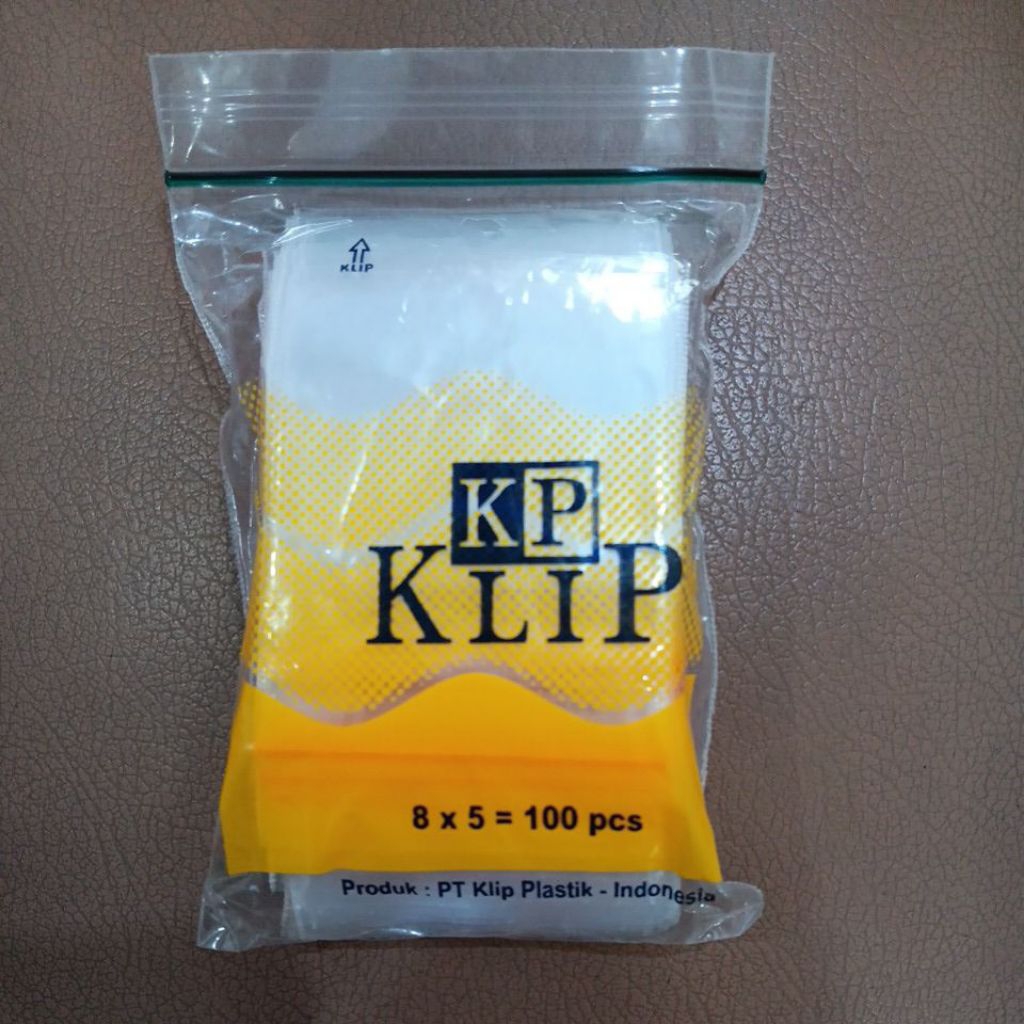 KLIP
KP
KLIP
8 x 5 = 100 pcs
Produk : PT Klip Plastik - Indonesia